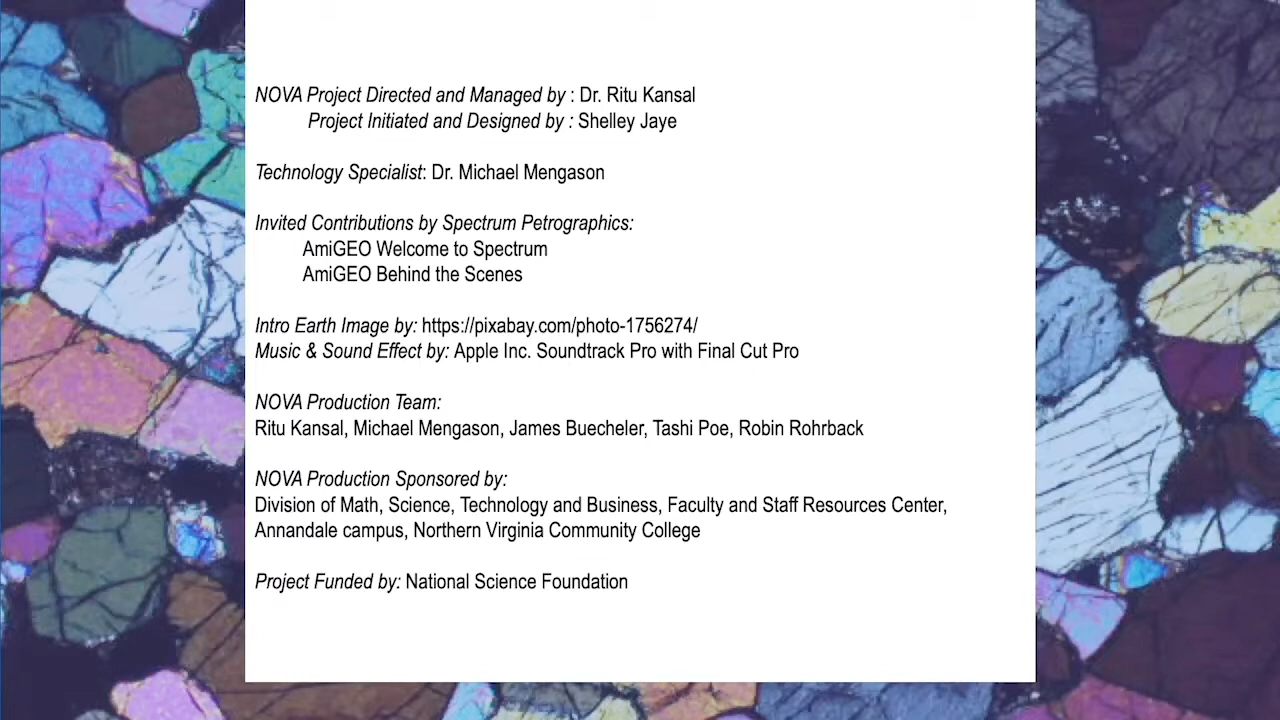 NOVA Project Directed and Managed by : Dr. Ritu Kansal
Project Initiated and Designed by : Shelley Jaye
Technology Specialist: Dr. Michael Mengason
Invited Contributions by Spectrum Petrographics:
AmiGEO Welcome to Spectrum
AmiGEO Behind the Scenes
Intro Earth Image by: https://pixabay.com/photo-1756274/
Music & Sound Effect by: Apple Inc. Soundtrack Pro with Final Cut Pro
NOVA Production Team:
Ritu Kansal, Michael Mengason, James Buecheler, Tashi Poe, Robin Rohrback
NOVA Production Sponsored by:
Division of Math, Science, Technology and Business, Faculty and Staff Resources Center,
Annandale campus, Northern Virginia Community College
Project Funded by: National Science Foundation